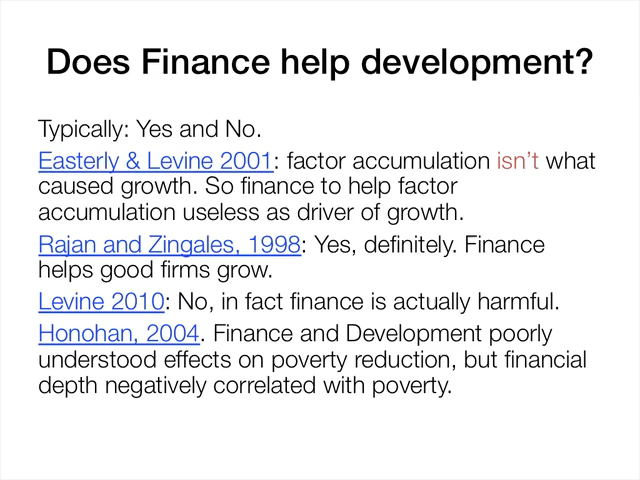 Does Finance help development?
Typically: Yes and No.
Easterly & Levine 2001: factor accumulation isn't what
caused growth. So finance to help factor
accumulation useless as driver of growth.
Rajan and Zingales, 1998: Yes, definitely. Finance
helps good firms grow.
Levine 2010: No, in fact finance is actually harmful.
Honohan, 2004. Finance and Development poorly
understood effects on poverty reduction, but financial
depth negatively correlated with poverty.